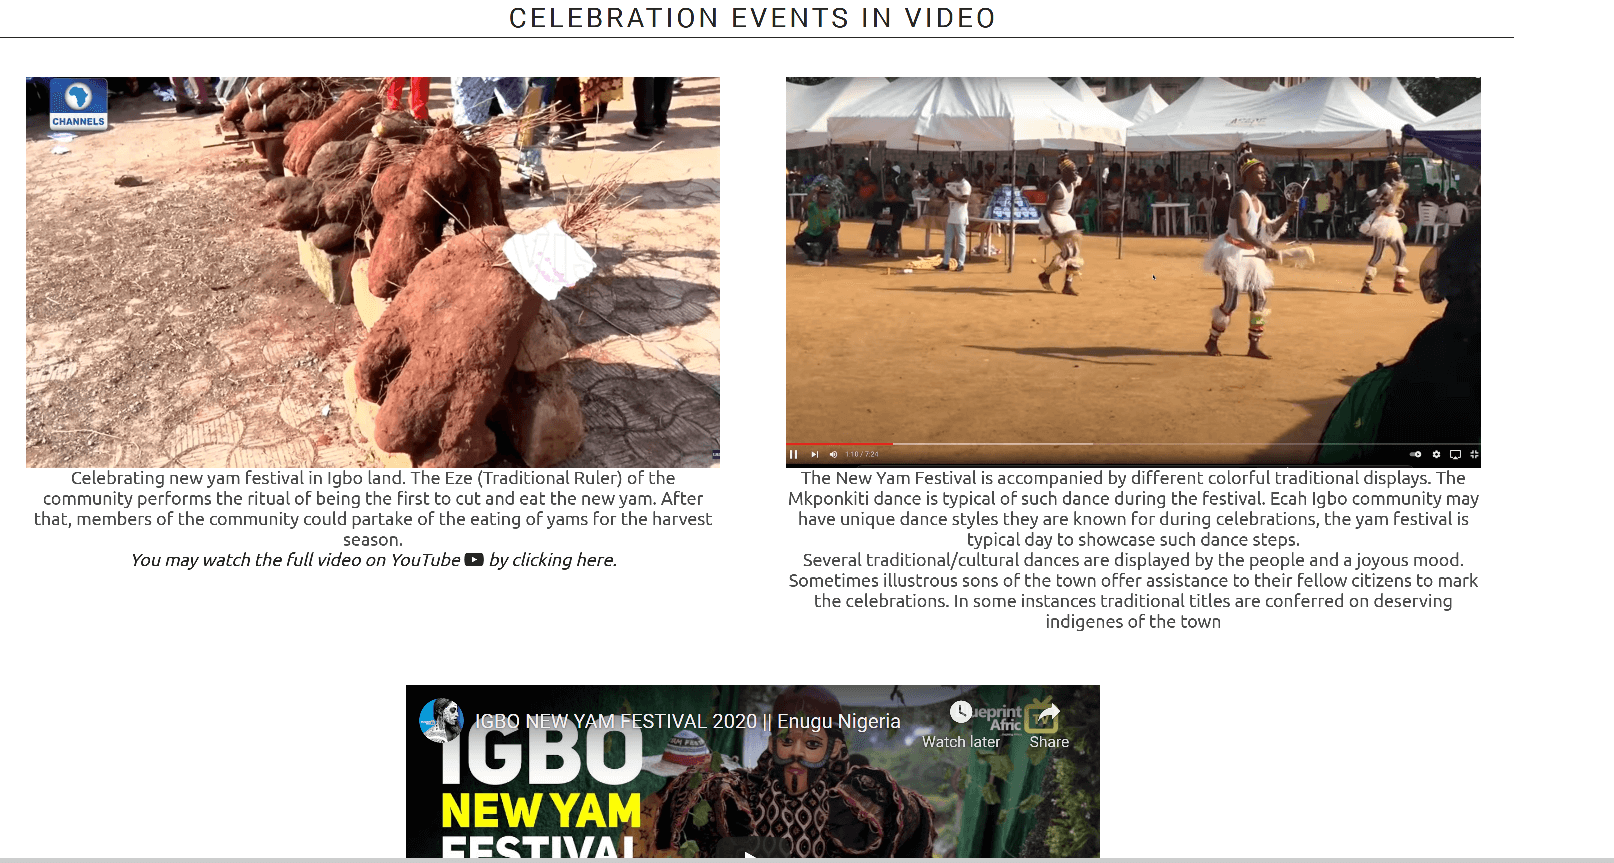 CELEBRATION EVENTS IN VIDEO
CHANNELS
Celebrating new yam festival in Igbo land. The Eze (Traditional Ruler) of the
community performs the ritual of being the first to cut and eat the new yam. After
that, members of the community could partake of the eating of yams for the harvest
season.
You may watch the full video on YouTube by clicking here.
1:10 / 7:24
The New Yam Festival is accompanied by different colorful traditional displays. The
Mkponkiti dance is typical of such dance during the festival. Ecah Igbo community may
have unique dance styles they are known for during celebrations, the yam festival is
typical day to showcase such dance steps.
Several traditional/cultural dances are displayed by the people and a joyous mood.
Sometimes illustrous sons of the town offer assistance to their fellow citizens to mark
the celebrations. In some instances traditional titles are conferred on deserving
indigenes of the town
IGBO NEW YAM FESTIVAL 2020 || Enugu Nigeria
ueprint
Afric
TV
Watch later
Share
IGBO
NEW YAM
FESTIVAL